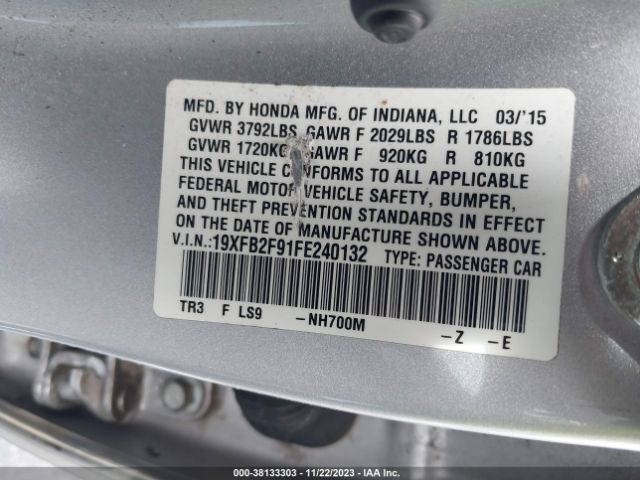 MFD. BY HONDA MFG. OF INDIANA, LLC 03/'15
GVWR 3792LBS GAWR F 2029LBS R 1786LBS
GVWR 1720KG GAWR F 920KG R 810KG
THIS VEHICLE CONFORMS TO ALL APPLICABLE
FEDERAL MOTOR VEHICLE SAFETY, BUMPER,
AND THEFT PREVENTION STANDARDS IN EFFECT
ON THE DATE OF MANUFACTURE SHOWN ABOVE.
V.I.N.:19XFB2F91FE240132 TYPE: PASSENGER CAR
TR3 F LS9 -NH700M -Z -E
000-38133303 - 11/22/2023 - IAA Inc.